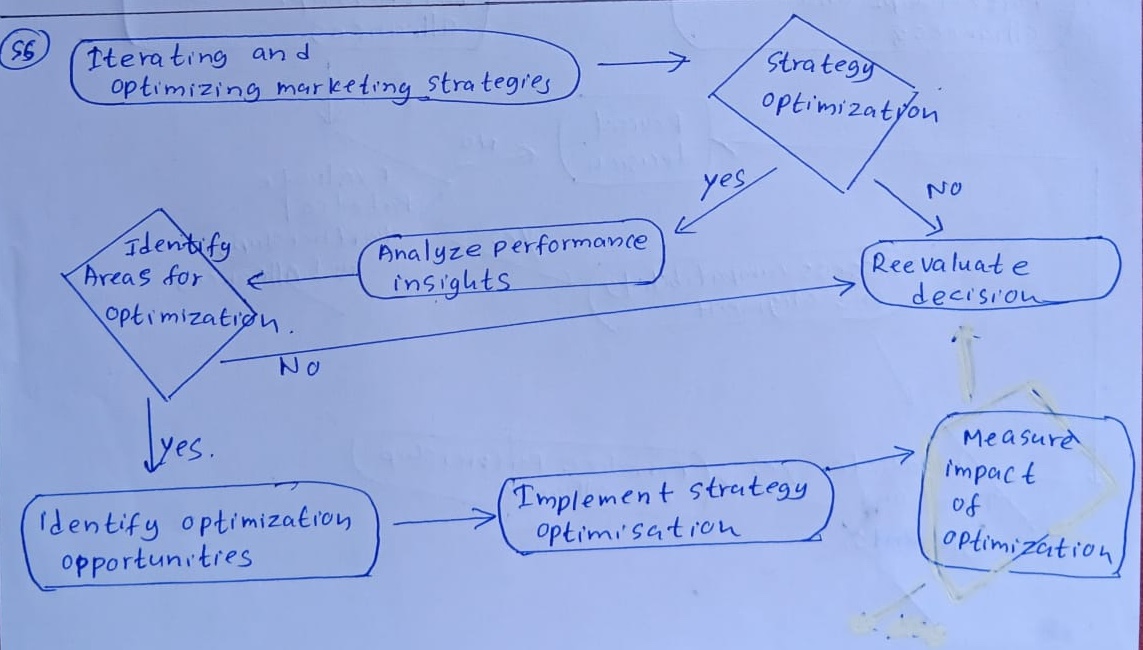 56
Iterating and
optimizing marketing strategies
Strategy
optimization
yes
NO
Identify
Areas for
optimization.
Analyze performance
insights
Reevaluate
decision
No
yes.
Identify optimization
opportunities
Implement strategy
optimisation
Measure
impact
of
optimization